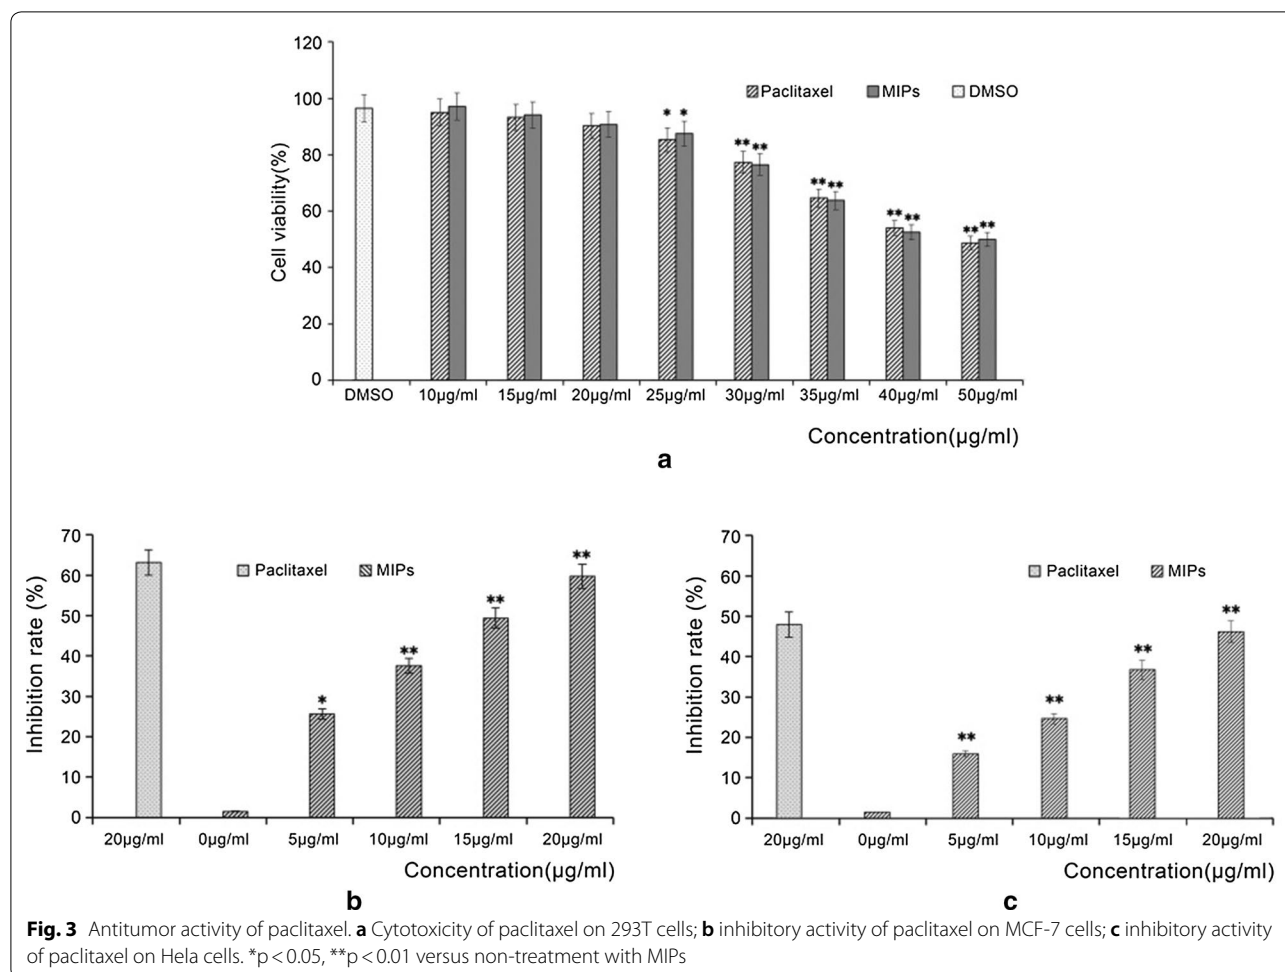 120
100
80
60
40
20
0
Cell viability(%)
Paclitaxel MIPs DMSO
* *
** **
** **
** **
** **
DMSO 10µg/ml 15µg/ml 20µg/ml 25µg/ml 30µg/ml 35µg/ml 40µg/ml 50µg/ml
Concentration(µg/ml)
a
70
60
50
40
30
20
10
0
Inhibition rate (%)
Paclitaxel MIPs
*
**
**
**
20µg/ml 0µg/ml 5µg/ml 10µg/ml 15µg/ml 20µg/ml
Concentration(µg/ml)
b
70
60
50
40
30
20
10
0
Inhibition rate (%)
Paclitaxel MIPs
**
**
**
**
20µg/ml 0µg/ml 5µg/ml 10µg/ml 15µg/ml 20µg/ml
Concentration(µg/ml)
c
Fig. 3 Antitumor activity of paclitaxel. a Cytotoxicity of paclitaxel on 293T cells; b inhibitory activity of paclitaxel on MCF-7 cells; c inhibitory activity
of paclitaxel on Hela cells. *p < 0.05, **p < 0.01 versus non-treatment with MIPs